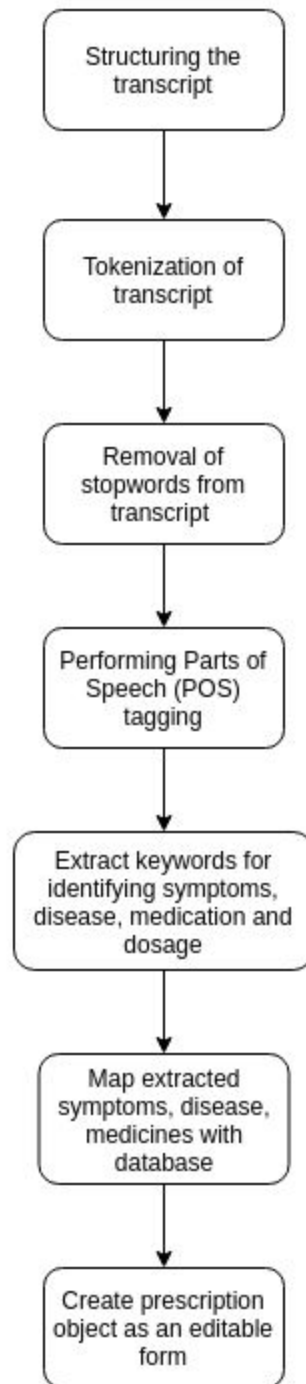 Structuring the
transcript
Tokenization of
transcript
Removal of
stopwords from
transcript
Performing Parts of
Speech (POS)
tagging
Extract keywords for
identifying symptoms,
disease, medication and
dosage
Map extracted
symptoms, disease,
medicines with
database
Create prescription
object as an editable
form